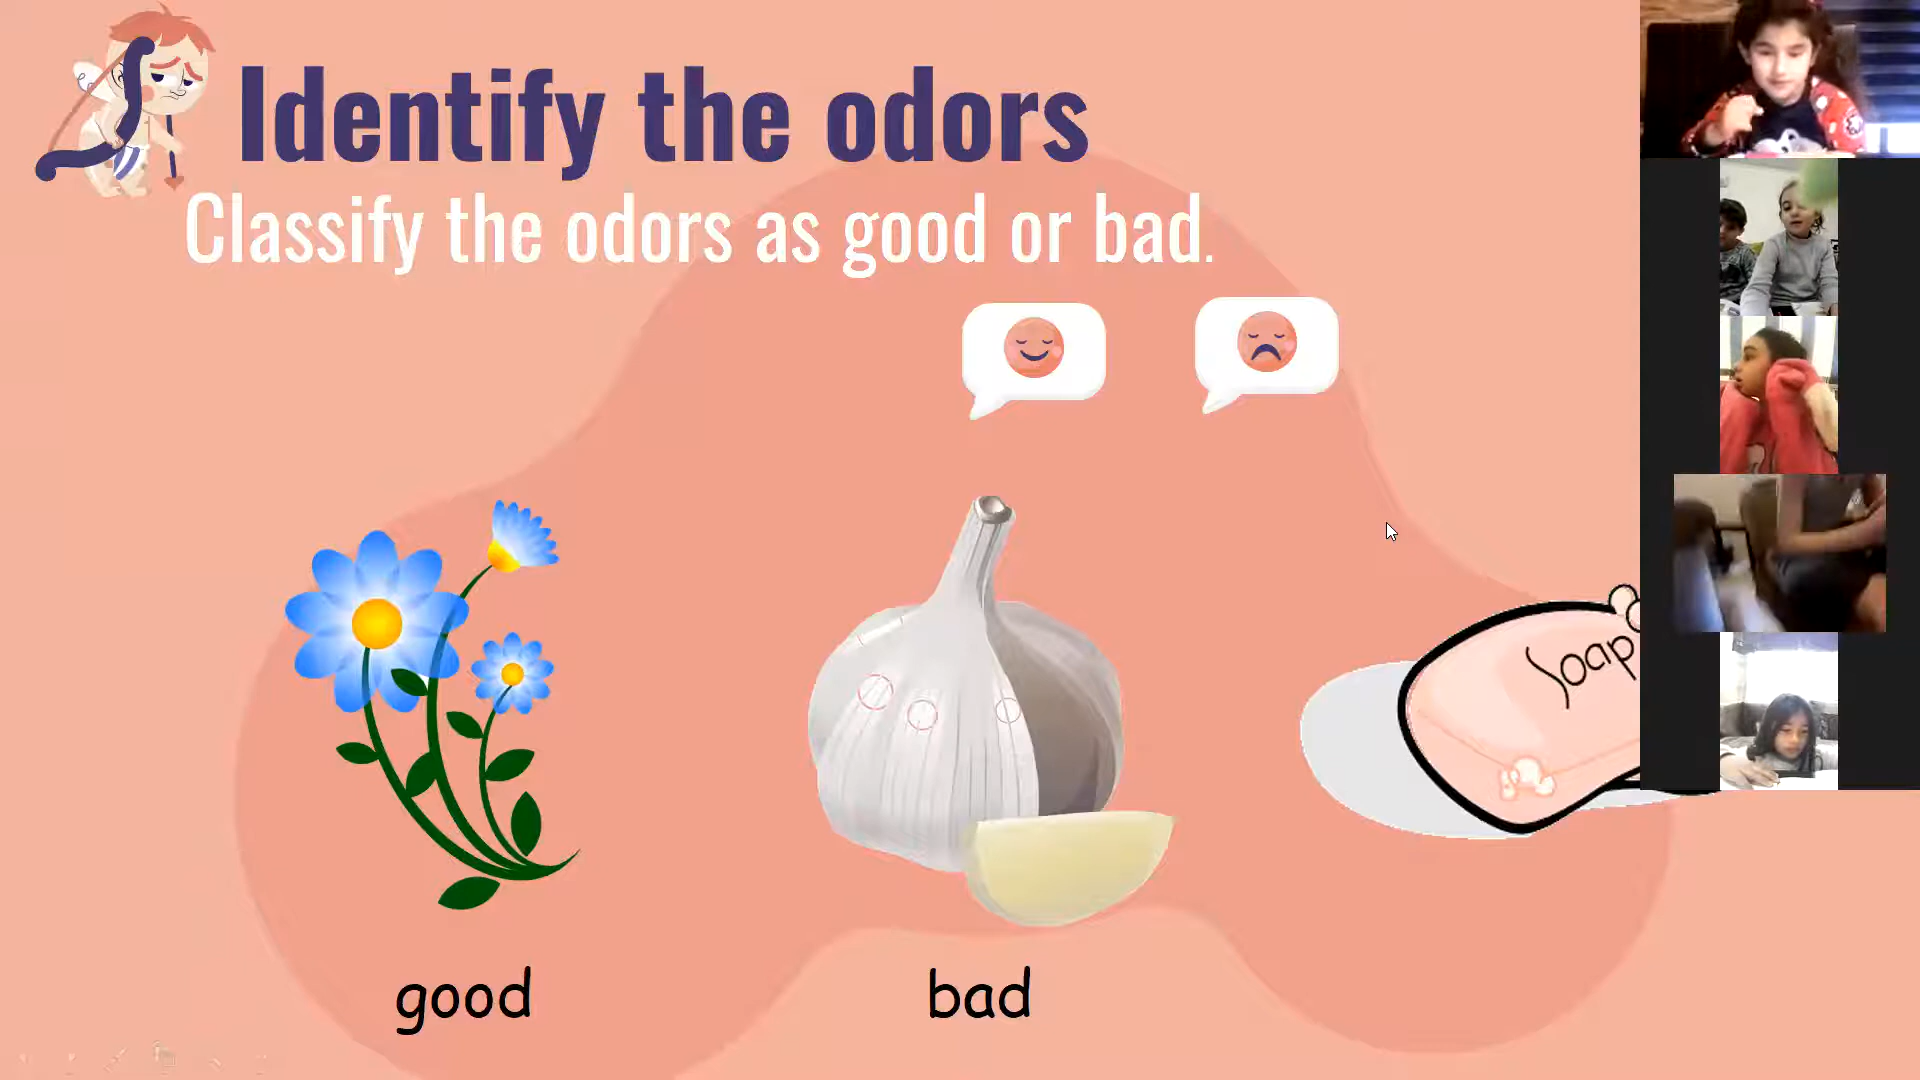 Identify the odors
Classify the odors as good or bad.
Soap
good
bad